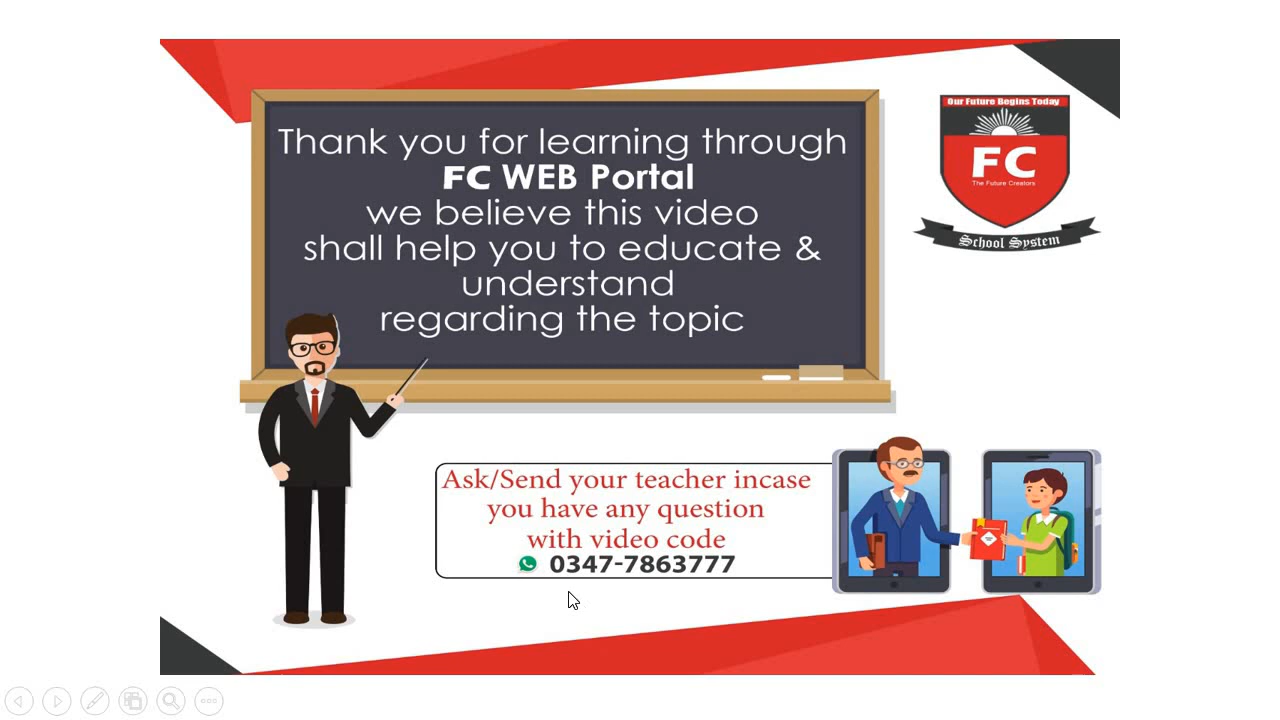 Our Future Begins Today
FC
The Future Creators
School System
Thank you for learning through
FC WEB Portal
we believe this video
shall help you to educate &
understand
regarding the topic
Ask/Send your teacher incase
you have any question
with video code
0347-7863777